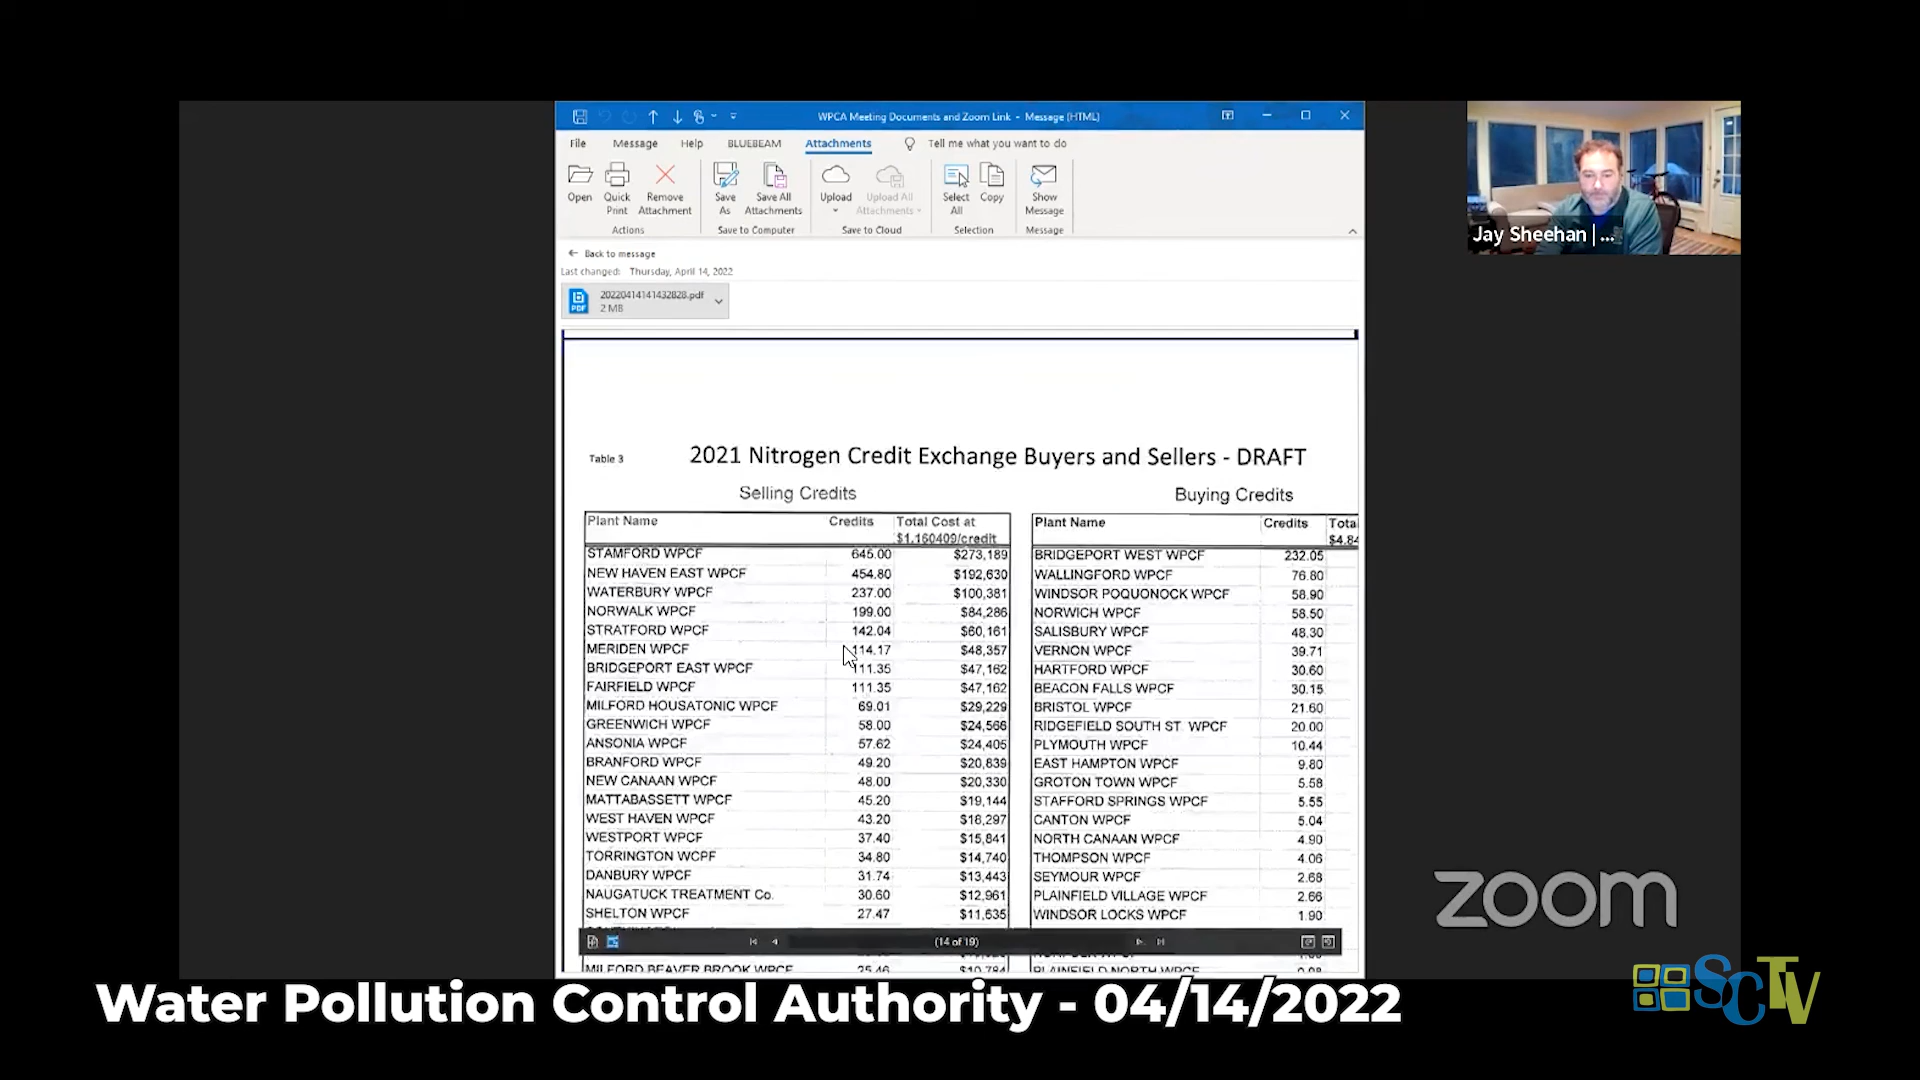 WPCA Meeting Documents and Zoom Link - Message (HTML)
File Message Help BLUEBEAM Attachments Tell me what you want to do
Open Quick Print Remove Attachment Save As Save All Attachments Upload Upload All Attachments Select All Copy Show Message
Actions Save to Computer Save to Cloud Selection Message
Jay Sheehan | ...
Back to message
Last changed: Thursday, April 14, 2022
20220414141432828.pdf
2 MB
Table 3 2021 Nitrogen Credit Exchange Buyers and Sellers - DRAFT
Selling Credits Buying Credits
Plant Name Credits Total Cost at $1.160409/credit Plant Name Credits
STAMFORD WPCF 645.00 $273,189 BRIDGEPORT WEST WPCF 232.05
NEW HAVEN EAST WPCF 454.80 $192,630 WALLINGFORD WPCF 76.80
WATERBURY WPCF 237.00 $100,381 WINDSOR POQUONOCK WPCF 58.90
NORWALK WPCF 199.00 $84,286 NORWICH WPCF 58.50
STRATFORD WPCF 142.04 $60,161 SALISBURY WPCF 48.30
MERIDEN WPCF 114.17 $48,357 VERNON WPCF 39.71
BRIDGEPORT EAST WPCF 111.35 $47,162 HARTFORD WPCF 30.60
FAIRFIELD WPCF 111.35 $47,162 BEACON FALLS WPCF 30.15
MILFORD HOUSATONIC WPCF 69.01 $29,229 BRISTOL WPCF 21.60
GREENWICH WPCF 58.00 $24,566 RIDGEFIELD SOUTH ST WPCF 20.00
ANSONIA WPCF 57.62 $24,405 PLYMOUTH WPCF 10.44
BRANFORD WPCF 49.20 $20,839 EAST HAMPTON WPCF 9.80
NEW CANAAN WPCF 48.00 $20,330 GROTON TOWN WPCF 5.58
MATTABASSETT WPCF 45.20 $19,144 STAFFORD SPRINGS WPCF 5.55
WEST HAVEN WPCF 43.20 $18,297 CANTON WPCF 5.04
WESTPORT WPCF 37.40 $15,841 NORTH CANAAN WPCF 4.90
TORRINGTON WCPF 34.80 $14,740 THOMPSON WPCF 4.06
DANBURY WPCF 31.74 $13,443 SEYMOUR WPCF 2.68
NAUGATUCK TREATMENT Co. 30.60 $12,961 PLAINFIELD VILLAGE WPCF 2.66
SHELTON WPCF 27.47 $11,635 WINDSOR LOCKS WPCF 1.90
(14 of 19)
MILFORD BEAVER BROOK WPCF 25.46 $10,784 PLAINFIELD NORTH WPCF
zoom
SCTV
Water Pollution Control Authority - 04/14/2022